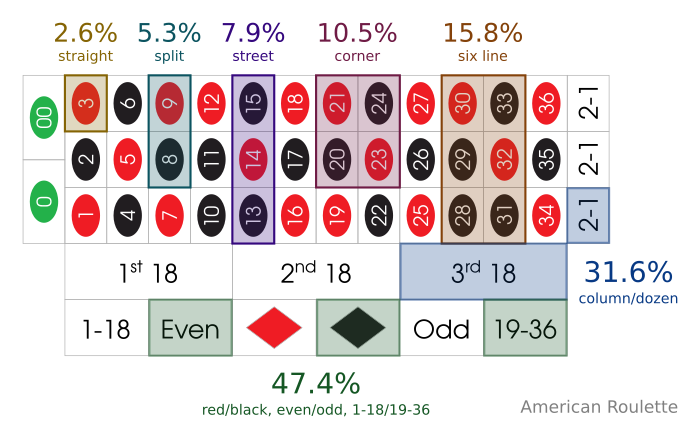 2.6% 5.3% 7.9% 10.5% 15.8%
straight split street corner six line
00 3 6 9 12 15 18 21 24 27 30 33 36 2-1
2 5 8 11 14 17 20 23 26 29 32 35 2-1
0 1 4 7 10 13 16 19 22 25 28 31 34 2-1
1st 18 2nd 18 3rd 18 31.6%
column/dozen
1-18 Even Odd 19-36
47.4%
red/black, even/odd, 1-18/19-36
American Roulette